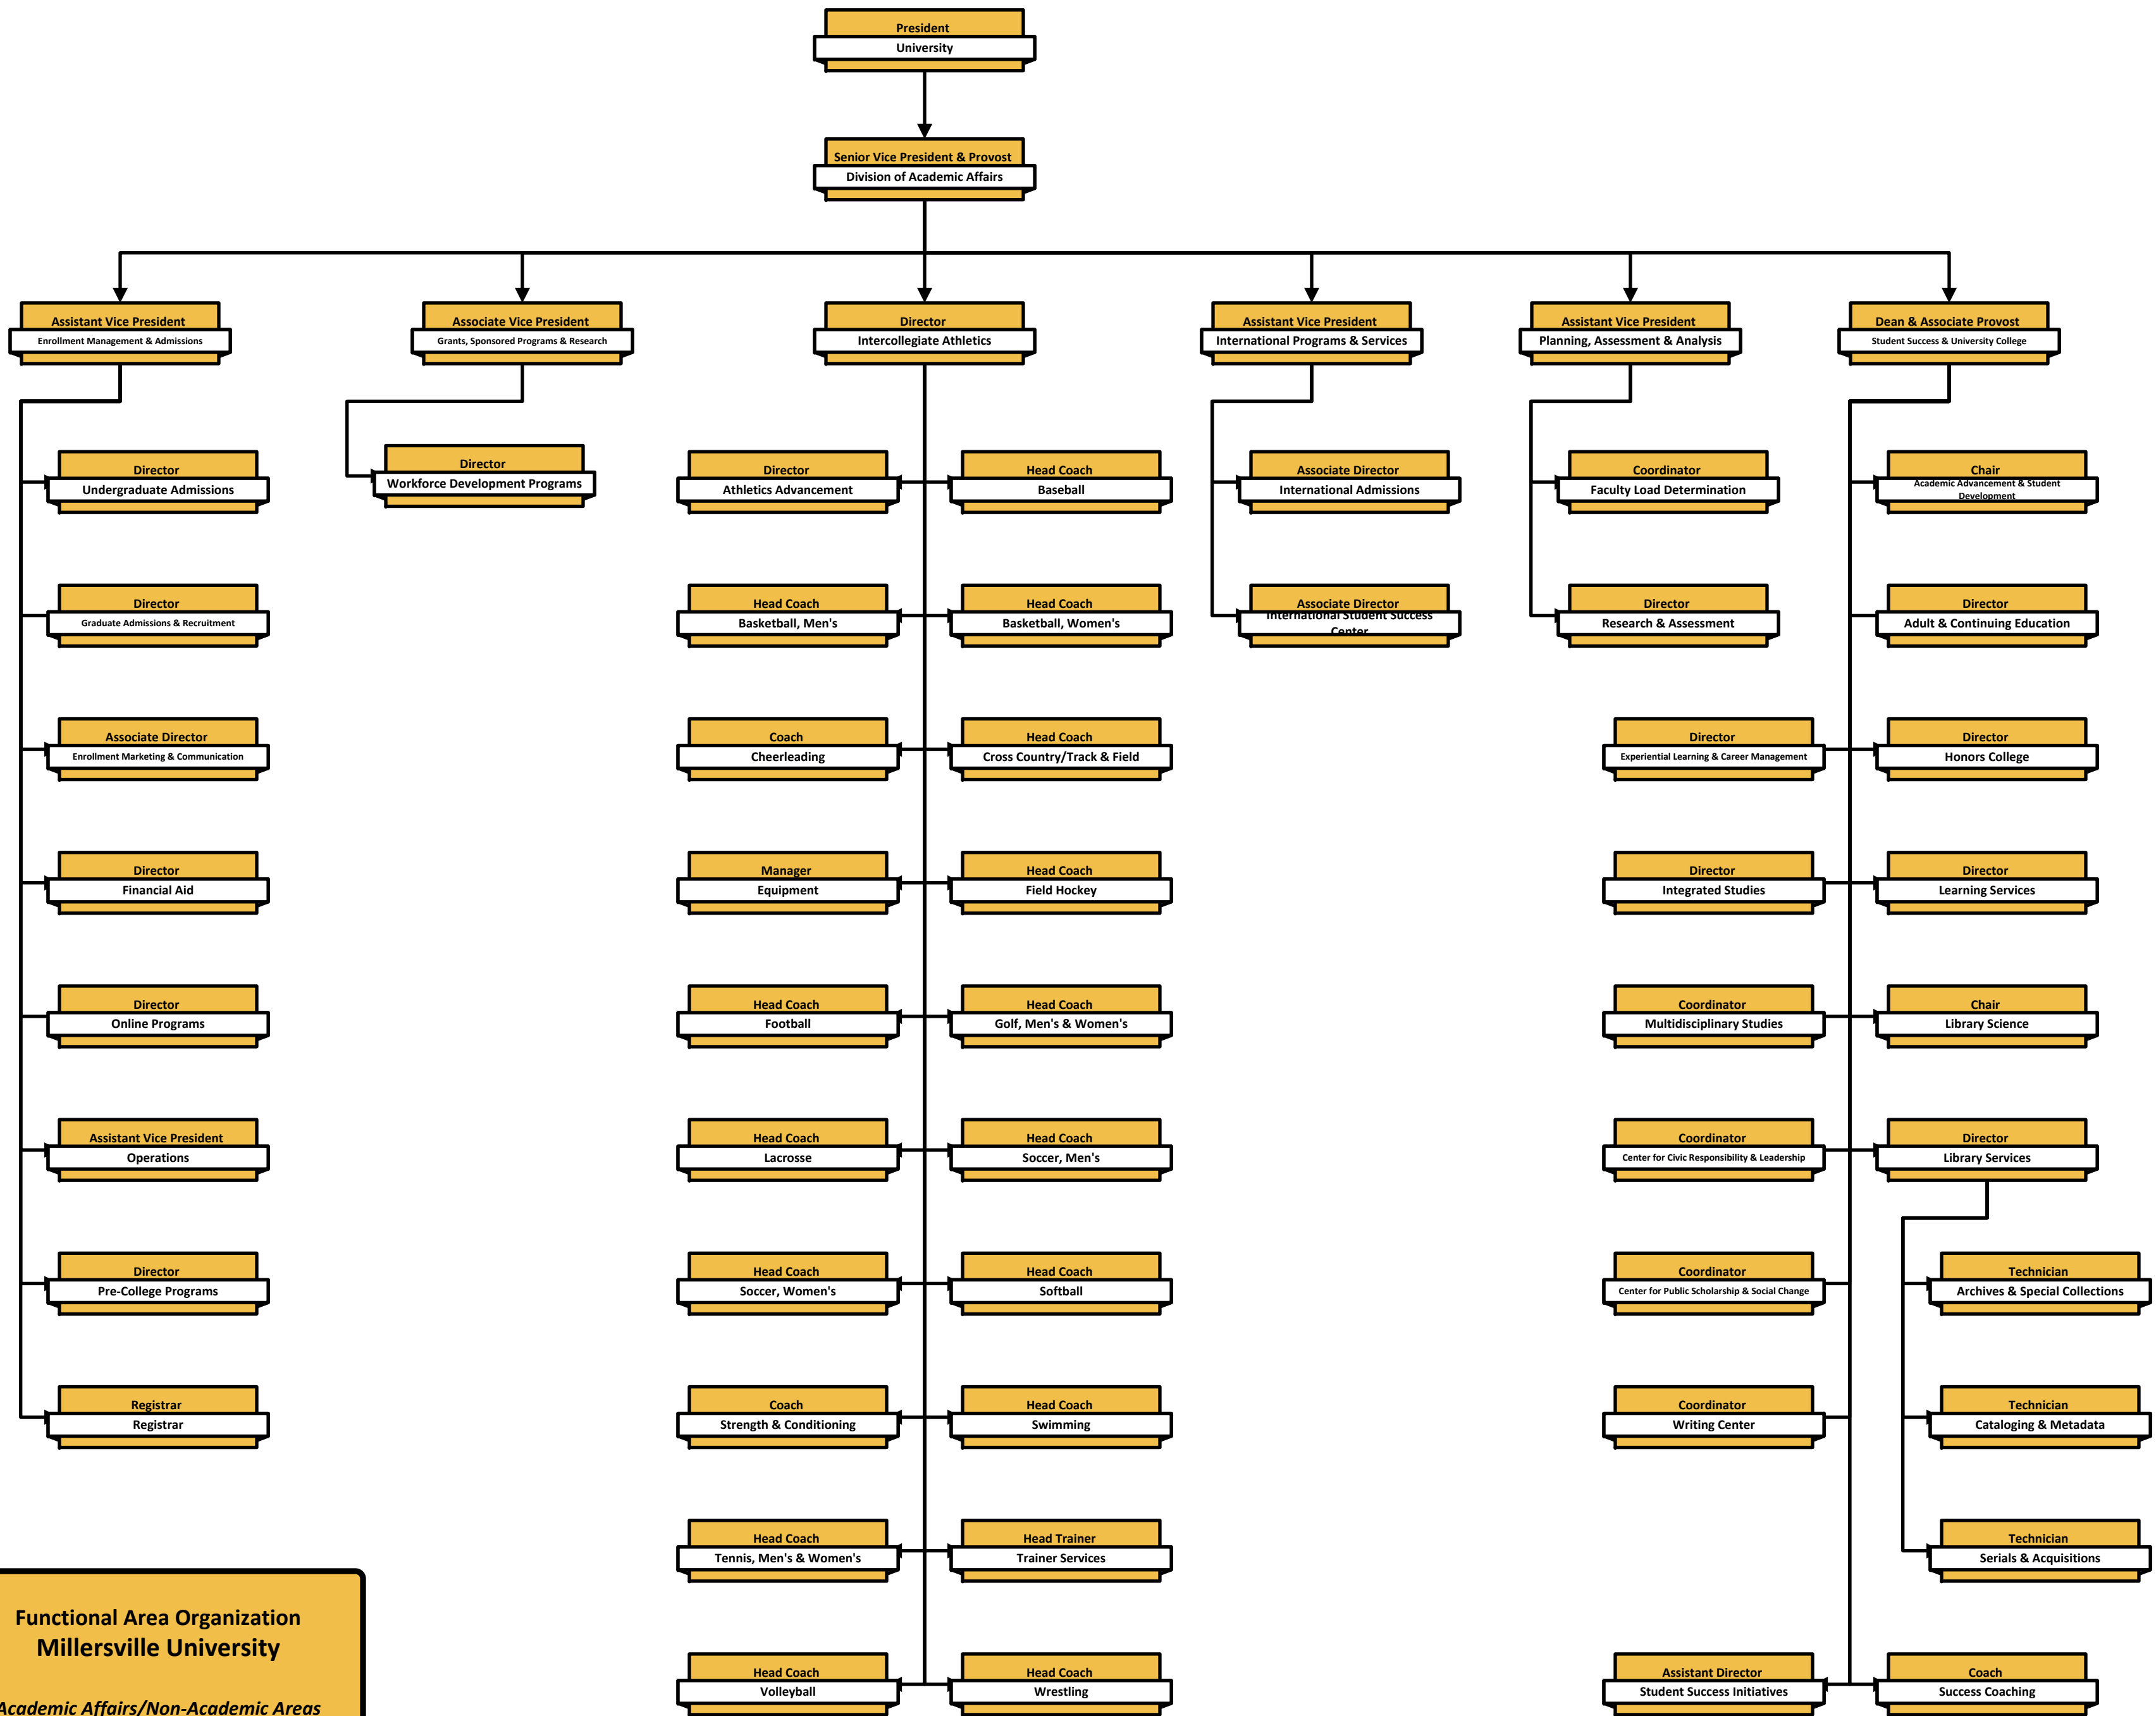 President
University
Senior Vice President & Provost
Division of Academic Affairs
Assistant Vice President
Enrollment Management & Admissions
Associate Vice President
Grants, Sponsored Programs & Research
Director
Intercollegiate Athletics
Assistant Vice President
International Programs & Services
Assistant Vice President
Planning, Assessment & Analysis
Dean & Associate Provost
Student Success & University College
Director
Undergraduate Admissions
Director
Workforce Development Programs
Director
Athletics Advancement
Head Coach
Baseball
Associate Director
International Admissions
Coordinator
Faculty Load Determination
Chair
Academic Advancement & Student
Development
Director
Graduate Admissions & Recruitment
Head Coach
Basketball, Men's
Head Coach
Basketball, Women's
Associate Director
International Student Success
Center
Director
Research & Assessment
Director
Adult & Continuing Education
Associate Director
Enrollment Marketing & Communication
Coach
Cheerleading
Head Coach
Cross Country/Track & Field
Director
Experiential Learning & Career Management
Director
Honors College
Director
Financial Aid
Manager
Equipment
Head Coach
Field Hockey
Director
Integrated Studies
Director
Learning Services
Director
Online Programs
Head Coach
Football
Head Coach
Golf, Men's & Women's
Coordinator
Multidisciplinary Studies
Chair
Library Science
Assistant Vice President
Operations
Head Coach
Lacrosse
Head Coach
Soccer, Men's
Coordinator
Center for Civic Responsibility & Leadership
Director
Library Services
Director
Pre-College Programs
Head Coach
Soccer, Women's
Head Coach
Softball
Coordinator
Center for Public Scholarship & Social Change
Technician
Archives & Special Collections
Registrar
Registrar
Coach
Strength & Conditioning
Head Coach
Swimming
Coordinator
Writing Center
Technician
Cataloging & Metadata
Head Coach
Tennis, Men's & Women's
Head Trainer
Trainer Services
Technician
Serials & Acquisitions
Functional Area Organization
Millersville University
Academic Affairs/Non-Academic Areas
Head Coach
Volleyball
Head Coach
Wrestling
Assistant Director
Student Success Initiatives
Coach
Success Coaching